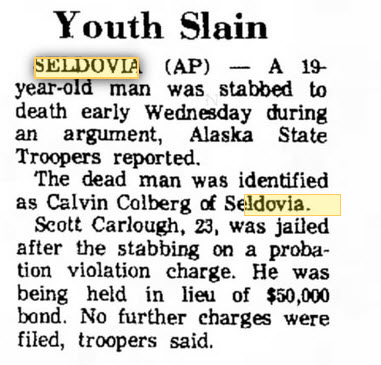 Youth Slain
SELDOVIA (AP) — A 19-
year-old man was stabbed to
death early Wednesday during
an argument, Alaska State
Troopers reported.
The dead man was identified
as Calvin Colberg of Seldovia.
Scott Carlough, 23, was jailed
after the stabbing on a proba-
tion violation charge. He was
being held in lieu of $50,000
bond. No further charges were
filed, troopers said.